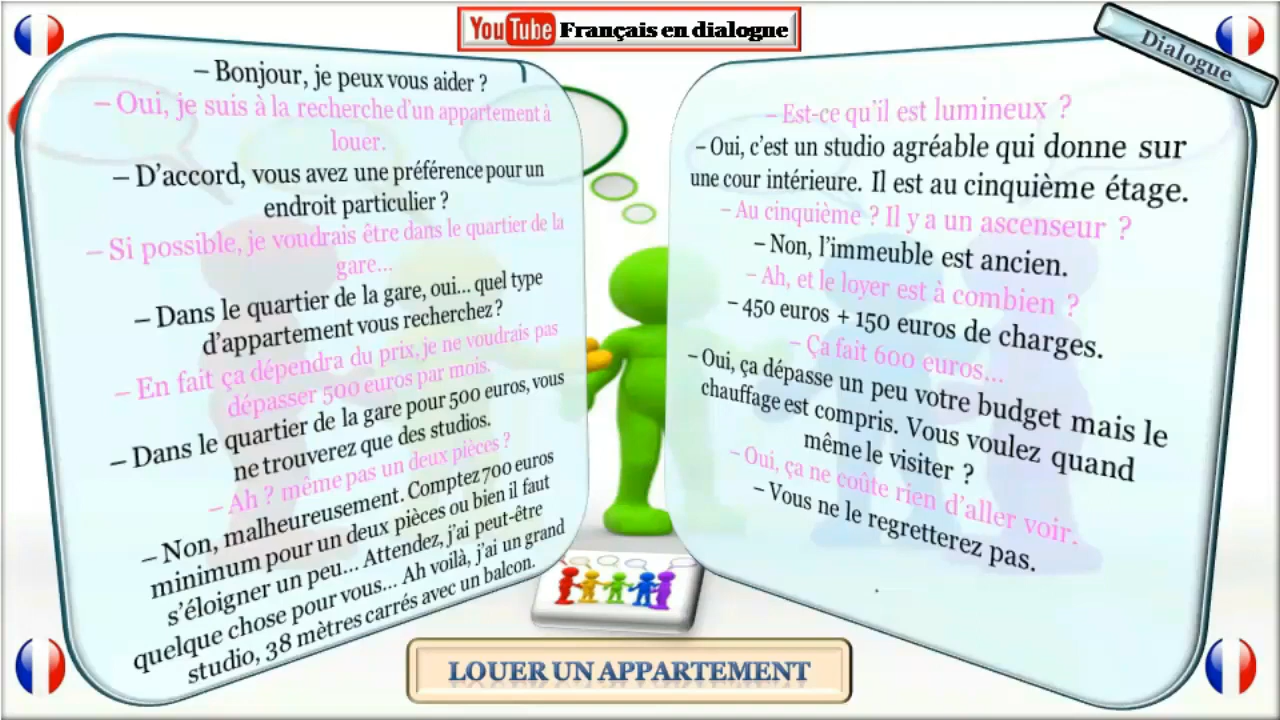 YouTube Français en dialogue
Dialogue
– Bonjour, je peux vous aider ?
– Oui, je suis à la recherche d'un appartement à
louer.
– D'accord, vous avez une préférence pour un
endroit particulier ?
– Si possible, je voudrais être dans le quartier de la
gare...
– Dans le quartier de la gare, oui... quel type
d'appartement vous recherchez ?
– En fait ça dépendra du prix, je ne voudrais pas
dépasser 500 euros par mois.
– Dans le quartier de la gare pour 500 euros, vous
ne trouverez que des studios.
– Ah ? même pas un deux pièces ?
– Non, malheureusement. Comptez 700 euros
minimum pour un deux pièces ou bien il faut
s'éloigner un peu... Attendez, j'ai peut-être
quelque chose pour vous... Ah voilà, j'ai un grand
studio, 38 mètres carrés avec un balcon.
– Est-ce qu'il est lumineux ?
– Oui, c'est un studio agréable qui donne sur
une cour intérieure. Il est au cinquième étage.
– Au cinquième ? Il y a un ascenseur ?
– Non, l'immeuble est ancien.
– Ah, et le loyer est à combien ?
– 450 euros + 150 euros de charges.
– Ça fait 600 euros...
– Oui, ça dépasse un peu votre budget mais le
chauffage est compris. Vous voulez quand
même le visiter ?
– Oui, ça ne coûte rien d'aller voir.
– Vous ne le regretterez pas.
LOUER UN APPARTEMENT